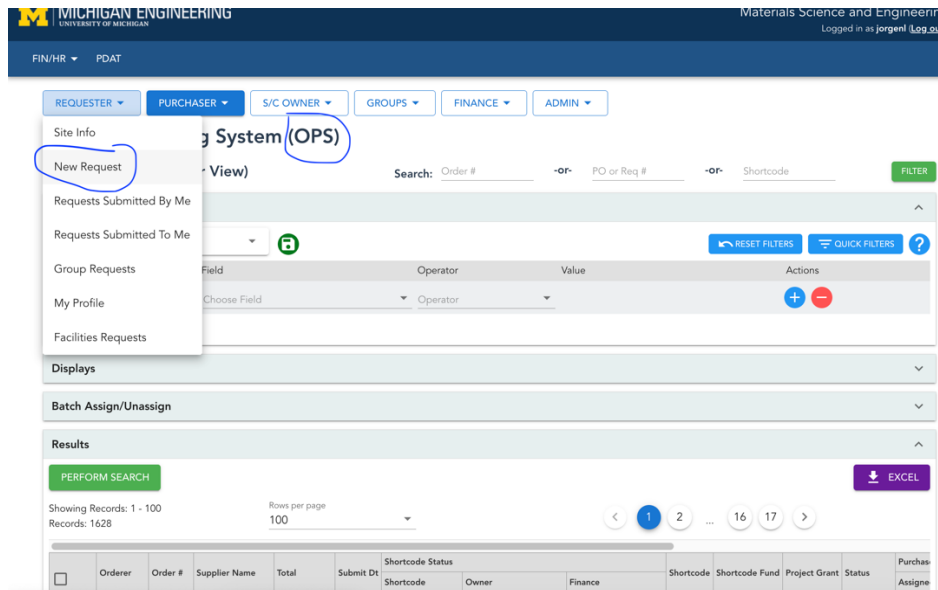 MICHIGAN ENGINEERING
UNIVERSITY OF MICHIGAN
Materials Science and Engineerin
Logged in as jorgenl (Log ou
FIN/HR PDAT
REQUESTER PURCHASER S/C OWNER GROUPS FINANCE ADMIN
Site Info
g System (OPS)
New Request
View)
Search: Order # -or- PO or Req # -or- Shortcode FILTER
Requests Submitted By Me
Requests Submitted To Me
RESET FILTERS QUICK FILTERS ?
Group Requests
Field Operator Value Actions
My Profile
Choose Field Operator
Facilities Requests
Displays
Batch Assign/Unassign
Results
PERFORM SEARCH EXCEL
Showing Records: 1 - 100
Records: 1628
Rows per page
100
< 1 2 ... 16 17 >
Orderer Order # Supplier Name Total Submit Dt Shortcode Status Shortcode Shortcode Fund Project Grant Status Purchas
Shortcode Owner Finance Assigne